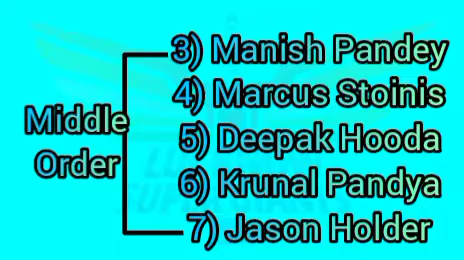 Middle
Order
3) Manish Pandey
4) Marcus Stoinis
5) Deepak Hooda
6) Krunal Pandya
7) Jason Holder